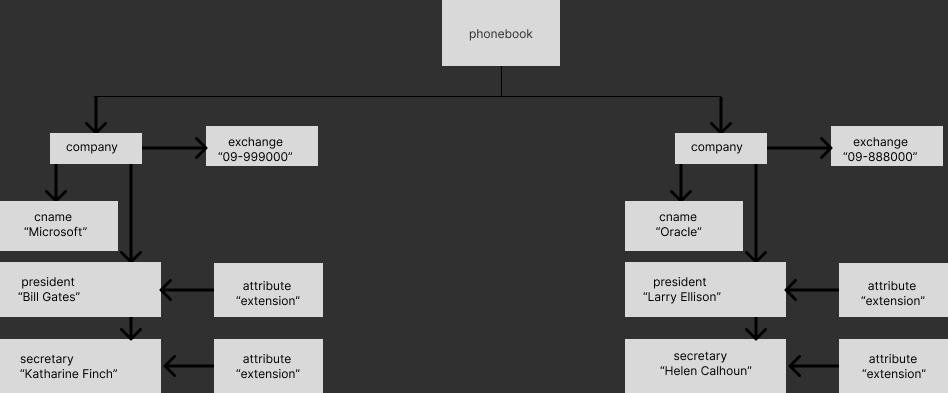 phonebook
company
exchange
“09-999000”
company
exchange
“09-888000”
cname
“Microsoft”
cname
“Oracle”
president
“Bill Gates”
attribute
“extension”
president
“Larry Ellison”
attribute
“extension”
secretary
“Katharine Finch”
attribute
“extension”
secretary
“Helen Calhoun”
attribute
“extension”